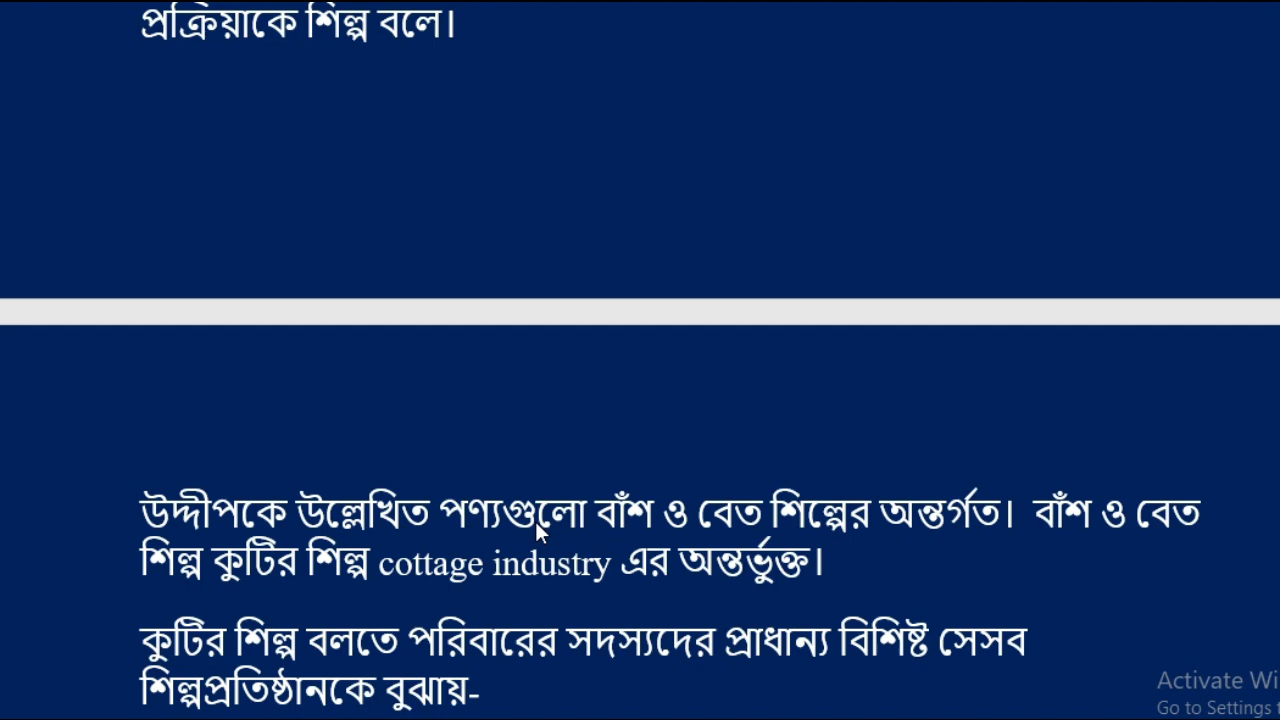 প্রক্রিয়াকে শিল্প বলে।
উদ্দীপকে উল্লেখিত পণ্যগুলো বাঁশ ও বেত শিল্পের অন্তর্গত। বাঁশ ও বেত
শিল্প কুটির শিল্প cottage industry এর অন্তর্ভুক্ত।
কুটির শিল্প বলতে পরিবারের সদস্যদের প্রাধান্য বিশিষ্ট সেসব
শিল্পপ্রতিষ্ঠানকে বুঝায়-
Activate Wi
Go to Settings